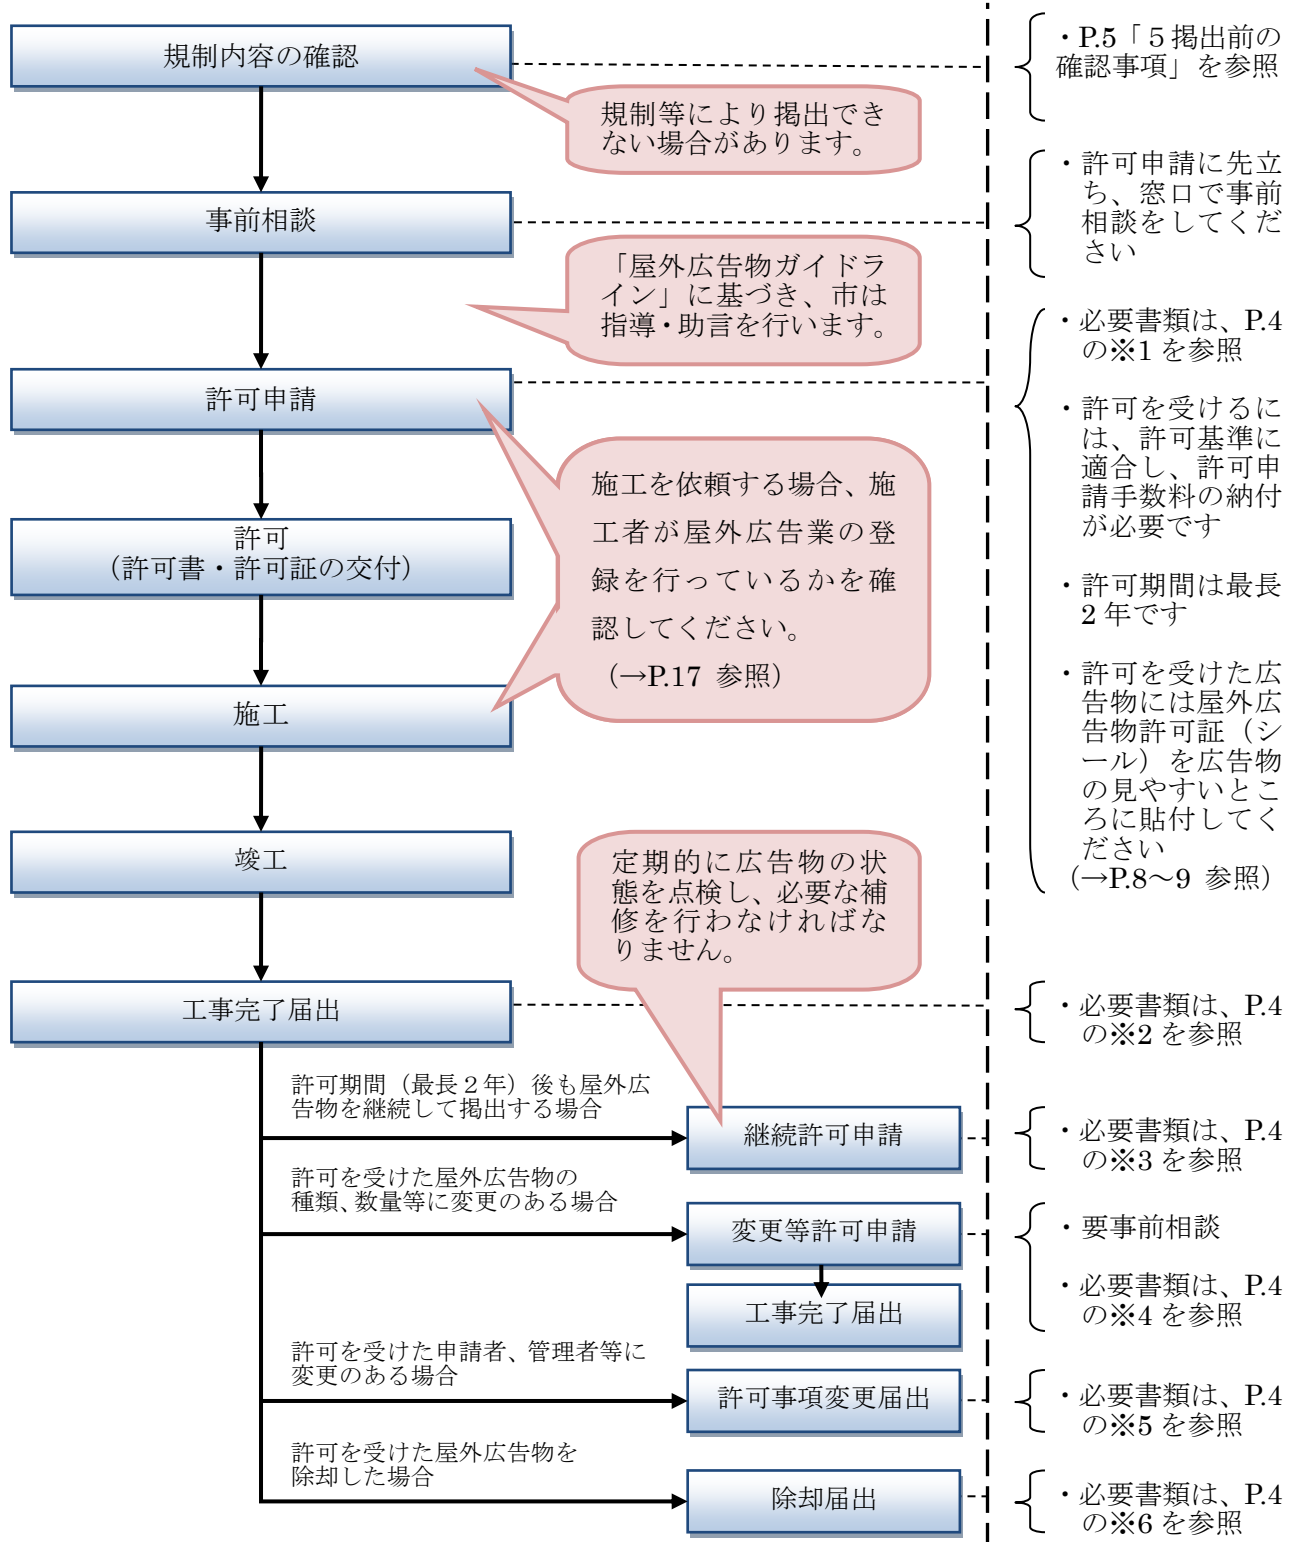 規制内容の確認
規制等により掲出でき
ない場合があります。
・P.5「５掲出前の
確認事項」を参照
事前相談
・許可申請に先立
ち、窓口で事前
相談をしてくだ
さい
「屋外広告物ガイドラ
イン」に基づき、市は
指導・助言を行います。
許可申請
・必要書類は、P.4
の※1 を参照
・許可を受けるに
は、許可基準に
適合し、許可申
請手数料の納付
が必要です
・許可期間は最長
2 年です
・許可を受けた広
告物には屋外広
告物許可証（シ
ール）を広告物
の見やすいとこ
ろに貼付してく
ださい
（→P.8～9 参照）
施工を依頼する場合、施
工者が屋外広告業の登
録を行っているかを確
認してください。
（→P.17 参照）
許可
（許可書・許可証の交付）
施工
竣工
定期的に広告物の状
態を点検し、必要な補
修を行わなければな
りません。
工事完了届出
・必要書類は、P.4
の※2 を参照
許可期間（最長２年）後も屋外広
告物を継続して掲出する場合
継続許可申請
・必要書類は、P.4
の※3 を参照
許可を受けた屋外広告物の
種類、数量等に変更のある場合
変更等許可申請
工事完了届出
・要事前相談
・必要書類は、P.4
の※4 を参照
許可を受けた申請者、管理者等に
変更のある場合
許可事項変更届出
・必要書類は、P.4
の※5 を参照
許可を受けた屋外広告物を
除却した場合
除却届出
・必要書類は、P.4
の※6 を参照